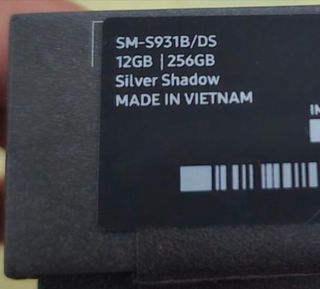 SM-S931B/DS
12GB | 256GB
Silver Shadow
MADE IN VIETNAM